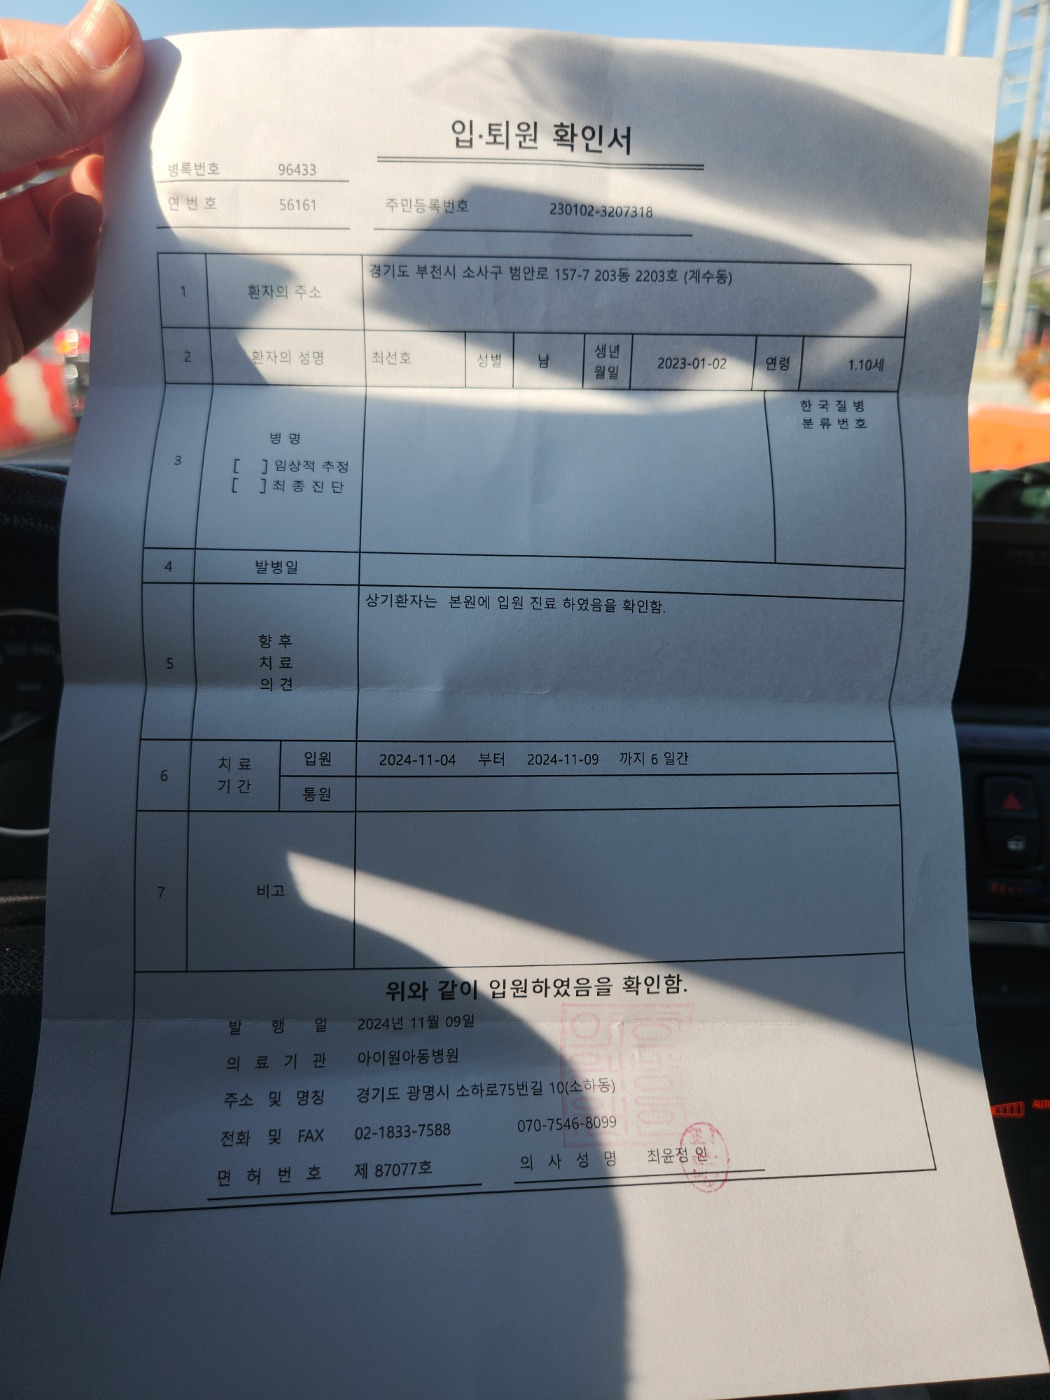 입·퇴원 확인서
병록번호 96433
연 번 호 56161 주민등록번호 230102-3207318
1 환자의 주소 경기도 부천시 소사구 범안로 157-7 203동 2203호 (계수동)
2 환자의 성명 최선호 성별 남 생년월일 2023-01-02 연령 1.10세
3 병 명 한국질병
분류번호
[ ] 임상적 추정
[ ] 최 종 진 단
4 발병일
5 향 후
치 료
의 견
상기환자는 본원에 입원 진료 하였음을 확인함.
6 치 료
기 간
입원 2024-11-04 부터 2024-11-09 까지 6 일간
통원
7 비고
위와 같이 입원하였음을 확인함.
발 행 일 2024년 11월 09일
의 료 기 관 아이원아동병원
주소 및 명칭 경기도 광명시 소하로75번길 10(소하동)
전화 및 FAX 02-1833-7588 070-7546-8099
면 허 번 호 제 87077호 의 사 성 명 최윤정 인
AUTO